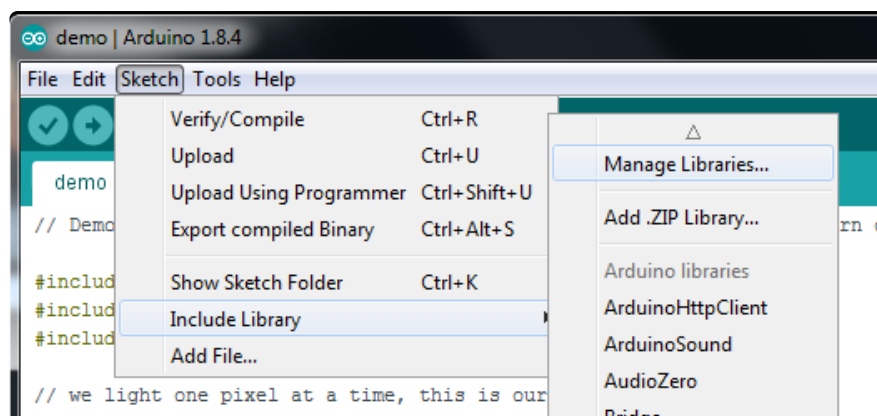 demo | Arduino 1.8.4
File Edit Sketch Tools Help
Verify/Compile Ctrl+R
Upload Ctrl+U
Upload Using Programmer Ctrl+Shift+U
Export compiled Binary Ctrl+Alt+S
Show Sketch Folder Ctrl+K
Include Library
Add File...
Manage Libraries...
Add .ZIP Library...
Arduino libraries
ArduinoHttpClient
ArduinoSound
AudioZero
Bridge
demo
// Demo
rn
#includ
#includ
#includ
// we light one pixel at a time, this is our